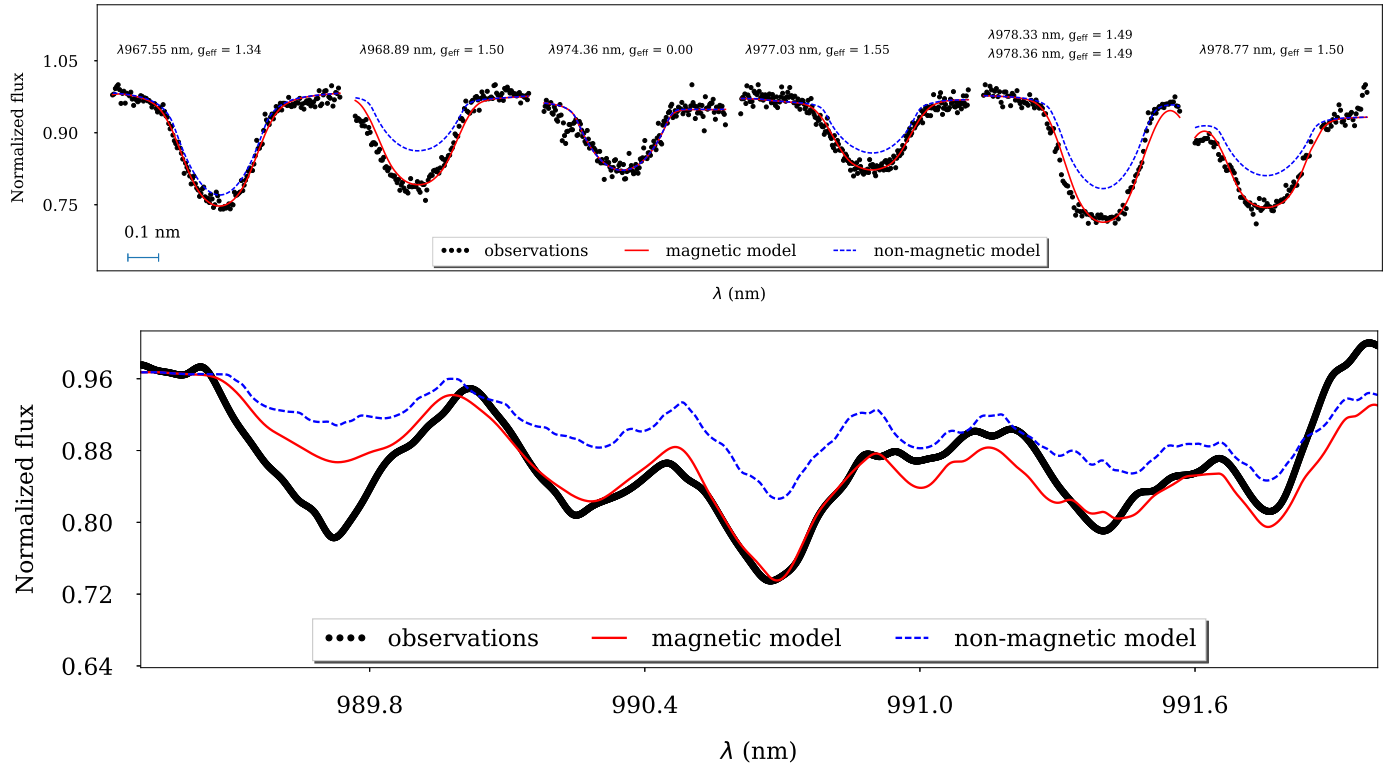 λ967.55 nm, g_eff = 1.34
λ968.89 nm, g_eff = 1.50
λ974.36 nm, g_eff = 0.00
λ977.03 nm, g_eff = 1.55
λ978.33 nm, g_eff = 1.49
λ978.36 nm, g_eff = 1.49
λ978.77 nm, g_eff = 1.50
Normalized flux
1.05
0.90
0.75
0.1 nm
observations magnetic model non-magnetic model
λ (nm)
Normalized flux
0.96
0.88
0.80
0.72
0.64
observations magnetic model non-magnetic model
989.8 990.4 991.0 991.6
λ (nm)